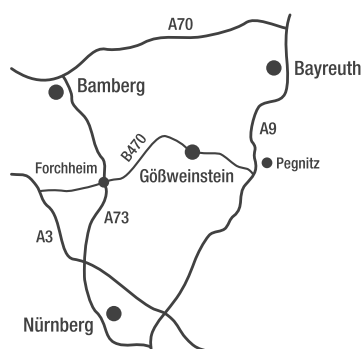 A70
Bayreuth
Bamberg
A9
B470
Forchheim
Pegnitz
Gößweinstein
A73
A3
Nürnberg